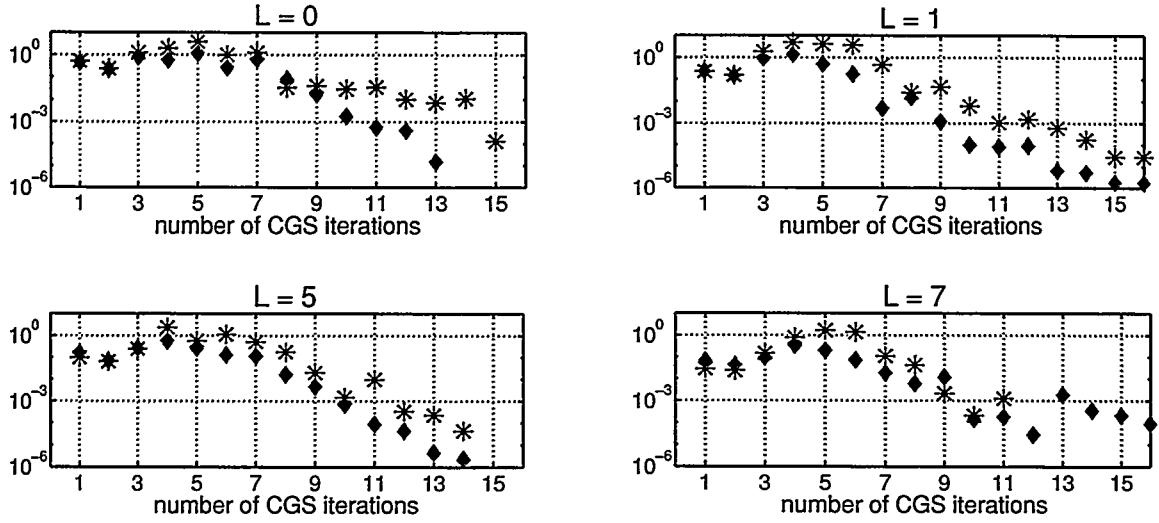 L = 0
10^0
10^-3
10^-6
1 3 5 7 9 11 13 15
number of CGS iterations
L = 1
10^0
10^-3
10^-6
1 3 5 7 9 11 13 15
number of CGS iterations
L = 5
10^0
10^-3
10^-6
1 3 5 7 9 11 13 15
number of CGS iterations
L = 7
10^0
10^-3
10^-6
1 3 5 7 9 11 13 15
number of CGS iterations